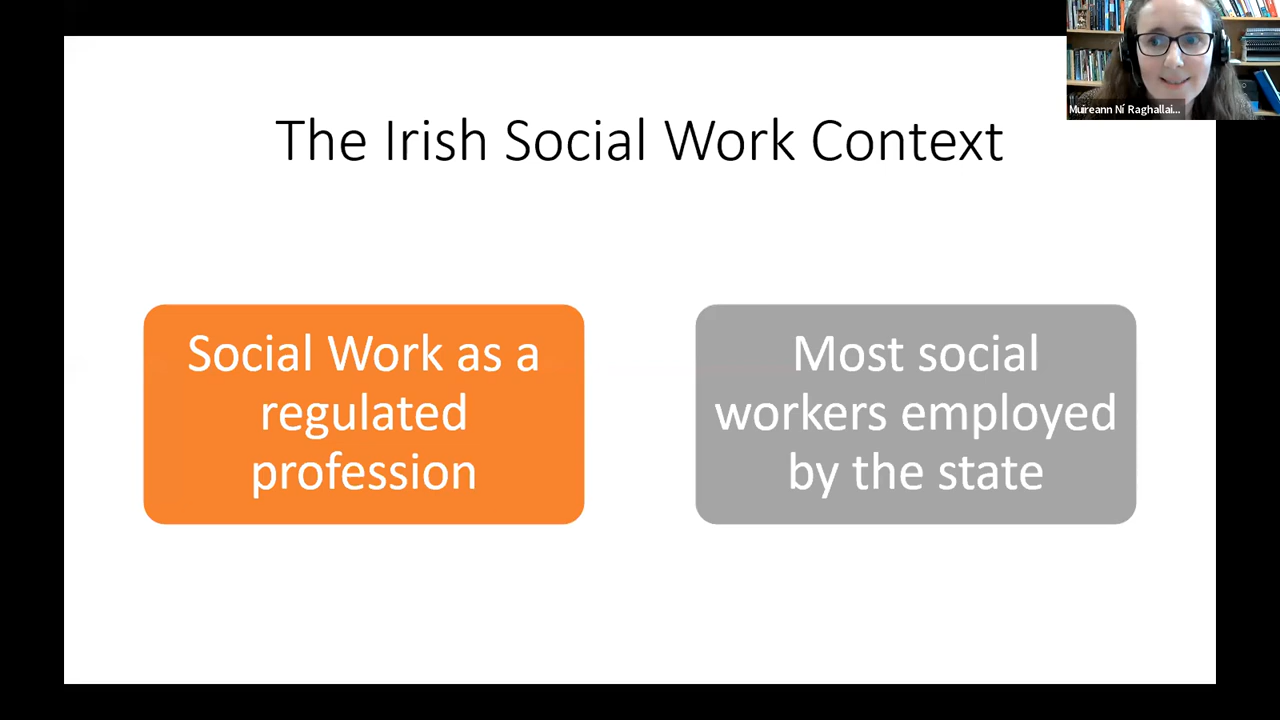 Muireann Ní Raghallai...
The Irish Social Work Context
Social Work as a
regulated
profession
Most social
workers employed
by the state